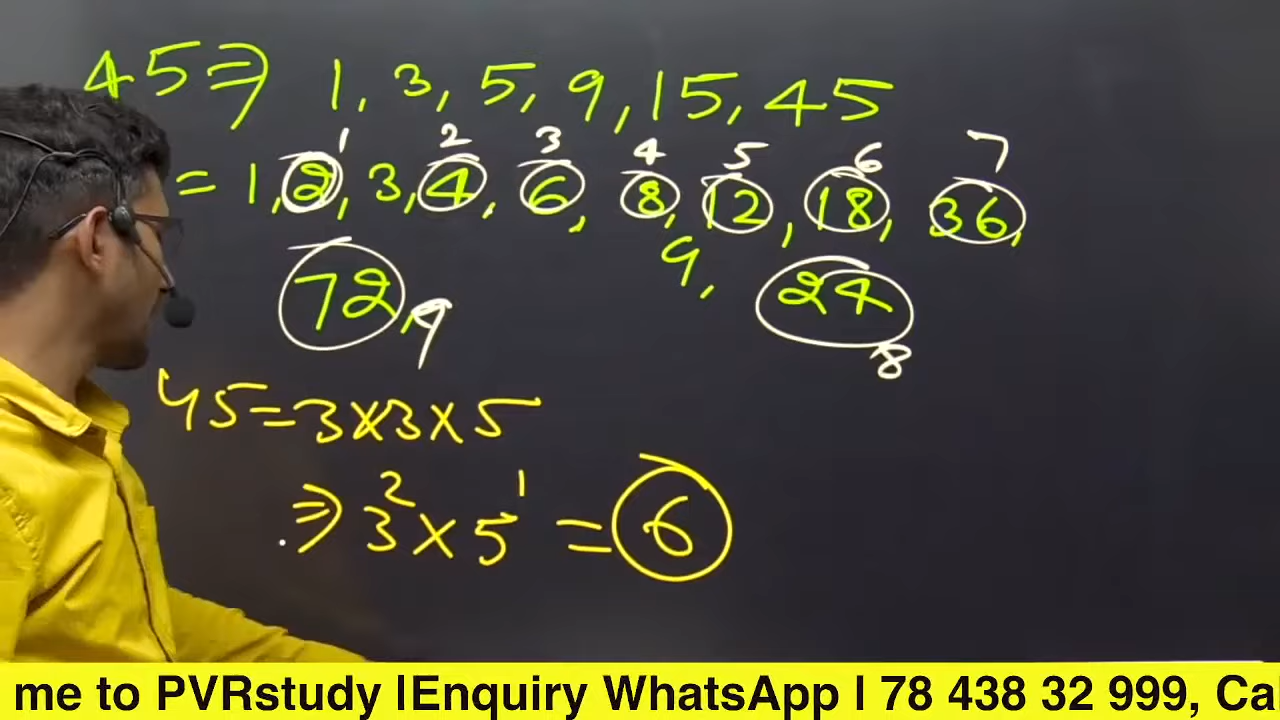 45 ⇒ 1, 3, 5, 9, 15, 45
1 2 3 4 5 6 7
= 1, 2, 3, 4, 6, 8, 12, 18, 36,
72, 9 9, 24 8
45 = 3 × 3 × 5
⇒ 3² × 5¹ = 6
me to PVRstudy |Enquiry WhatsApp | 78 438 32 999, Cal